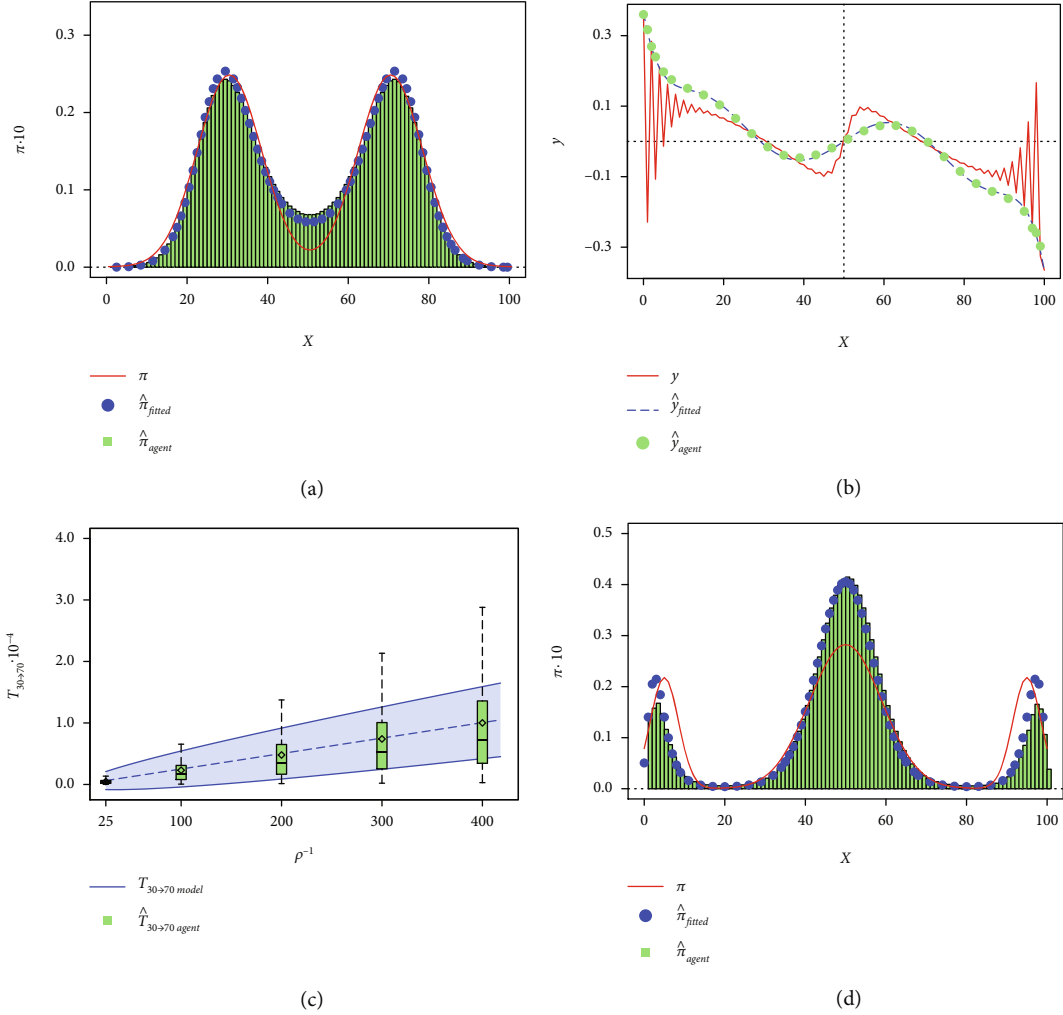 0.3
0.2
0.1
0.0
π·10
0 20 40 60 80 100
X
π
π̂fitted
π̂agent
(a)
0.3
0.1
−0.1
−0.3
y
0 20 40 60 80 100
X
y
ŷfitted
ŷagent
(b)
4.0
3.0
2.0
1.0
0.0
T30→70·10−4
25 100 200 300 400
ρ−1
T30→70 model
T̂30→70 agent
(c)
0.5
0.4
0.3
0.2
0.1
0.0
π· 10
0 20 40 60 80 100
X
π
π̂fitted
π̂agent
(d)